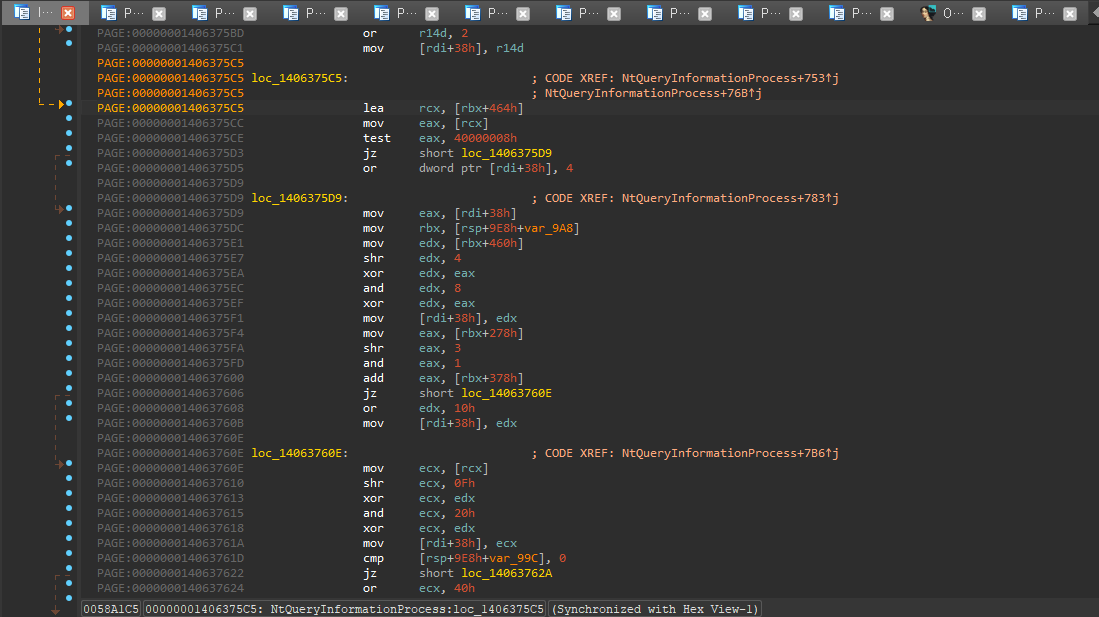 I··· P··· P··· P··· P··· P··· P··· P··· P··· P··· O··· P···
PAGE:00000001406375BD or r14d, 2
PAGE:00000001406375C1 mov [rdi+38h], r14d
PAGE:00000001406375C5
PAGE:00000001406375C5 loc_1406375C5: ; CODE XREF: NtQueryInformationProcess+753↑j
PAGE:00000001406375C5 ; NtQueryInformationProcess+76B↑j
PAGE:00000001406375C5 lea rcx, [rbx+464h]
PAGE:00000001406375CC mov eax, [rcx]
PAGE:00000001406375CE test eax, 40000008h
PAGE:00000001406375D3 jz short loc_1406375D9
PAGE:00000001406375D5 or dword ptr [rdi+38h], 4
PAGE:00000001406375D9
PAGE:00000001406375D9 loc_1406375D9: ; CODE XREF: NtQueryInformationProcess+783↑j
PAGE:00000001406375D9 mov eax, [rdi+38h]
PAGE:00000001406375DC mov rbx, [rsp+9E8h+var_9A8]
PAGE:00000001406375E1 mov edx, [rbx+460h]
PAGE:00000001406375E7 shr edx, 4
PAGE:00000001406375EA xor edx, eax
PAGE:00000001406375EC and edx, 8
PAGE:00000001406375EF xor edx, eax
PAGE:00000001406375F1 mov [rdi+38h], edx
PAGE:00000001406375F4 mov eax, [rbx+278h]
PAGE:00000001406375FA shr eax, 3
PAGE:00000001406375FD and eax, 1
PAGE:0000000140637600 add eax, [rbx+378h]
PAGE:0000000140637606 jz short loc_14063760E
PAGE:0000000140637608 or edx, 10h
PAGE:000000014063760B mov [rdi+38h], edx
PAGE:000000014063760E
PAGE:000000014063760E loc_14063760E: ; CODE XREF: NtQueryInformationProcess+7B6↑j
PAGE:000000014063760E mov ecx, [rcx]
PAGE:0000000140637610 shr ecx, 0Fh
PAGE:0000000140637613 xor ecx, edx
PAGE:0000000140637615 and ecx, 20h
PAGE:0000000140637618 xor ecx, edx
PAGE:000000014063761A mov [rdi+38h], ecx
PAGE:000000014063761D cmp [rsp+9E8h+var_99C], 0
PAGE:0000000140637622 jz short loc_14063762A
PAGE:0000000140637624 or ecx, 40h
0058A1C5 00000001406375C5: NtQueryInformationProcess:loc_1406375C5 (Synchronized with Hex View-1)